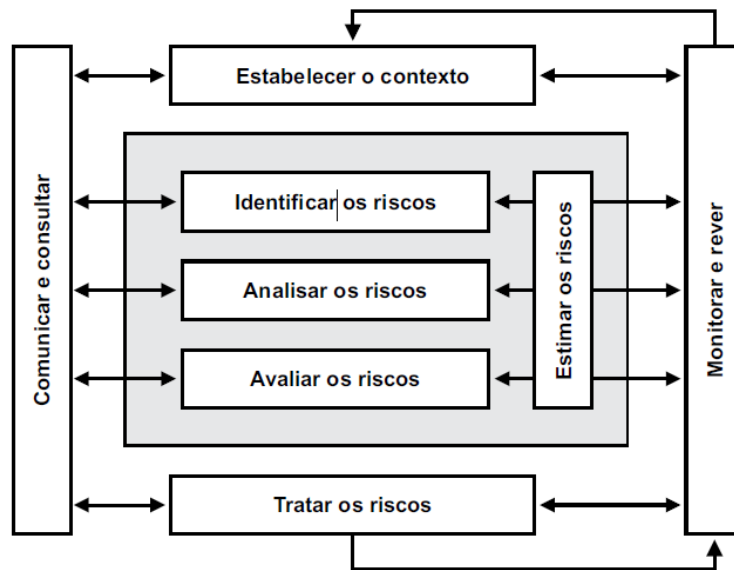 Estabelecer o contexto
Comunicar e consultar
Identificar os riscos
Analisar os riscos
Avaliar os riscos
Estimar os riscos
Monitorar e rever
Tratar os riscos